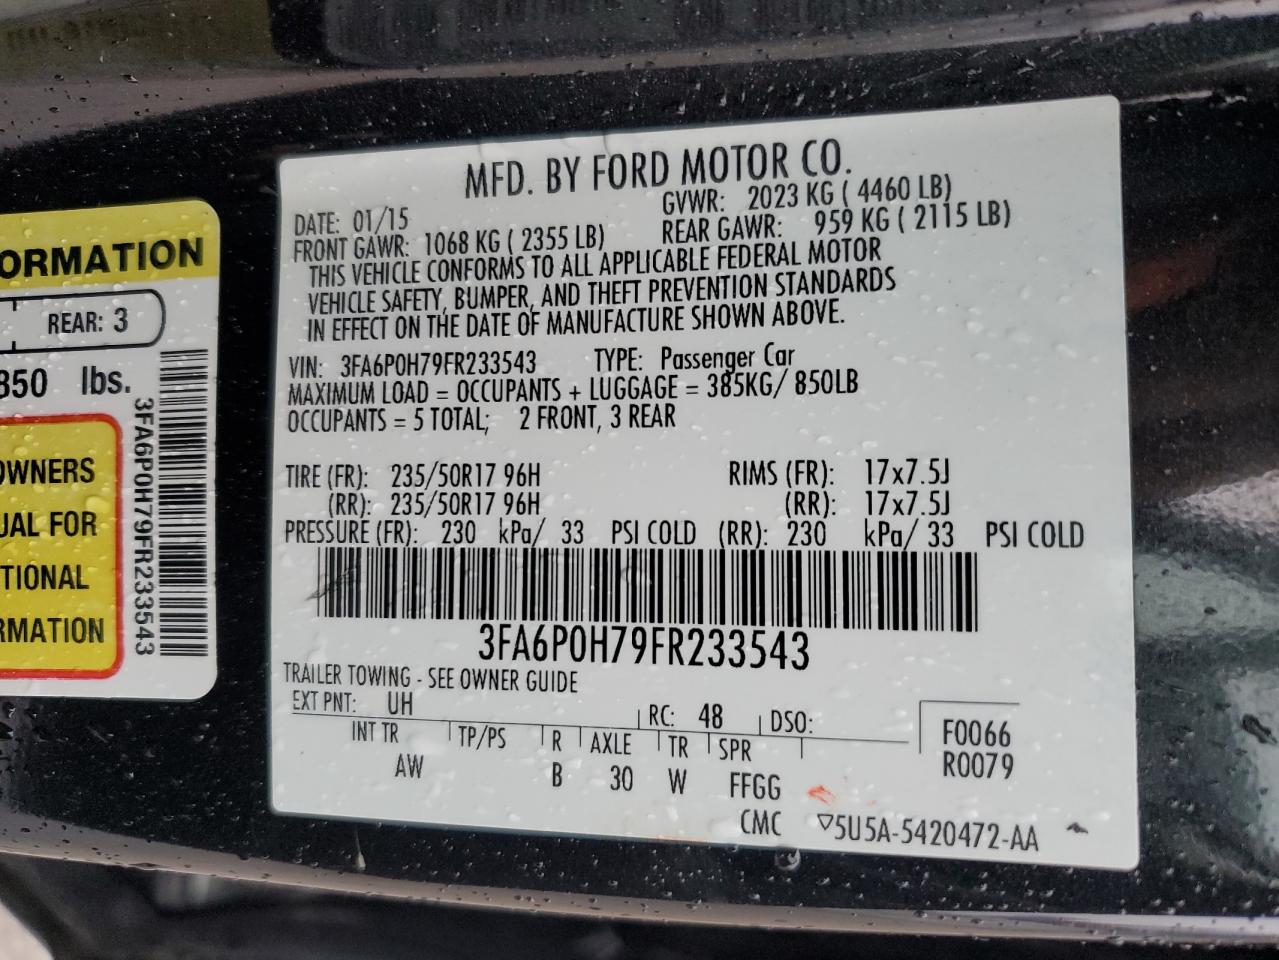 ORMATION
REAR: 3
850 lbs.
OWNERS
UAL FOR
TIONAL
RMATION
3FA6P0H79FR233543
MFD. BY FORD MOTOR CO.
DATE: 01/15 GVWR: 2023 KG ( 4460 LB)
FRONT GAWR: 1068 KG ( 2355 LB) REAR GAWR: 959 KG ( 2115 LB)
THIS VEHICLE CONFORMS TO ALL APPLICABLE FEDERAL MOTOR
VEHICLE SAFETY, BUMPER, AND THEFT PREVENTION STANDARDS
IN EFFECT ON THE DATE OF MANUFACTURE SHOWN ABOVE.
VIN: 3FA6P0H79FR233543 TYPE: Passenger Car
MAXIMUM LOAD = OCCUPANTS + LUGGAGE = 385KG/ 850LB
OCCUPANTS = 5 TOTAL; 2 FRONT, 3 REAR
TIRE (FR): 235/50R17 96H RIMS (FR): 17x7.5J
(RR): 235/50R17 96H (RR): 17x7.5J
PRESSURE (FR): 230 kPa/ 33 PSI COLD (RR): 230 kPa/ 33 PSI COLD
3FA6P0H79FR233543
TRAILER TOWING - SEE OWNER GUIDE
EXT PNT: UH RC: 48 DSO:
INT TR TP/PS R AXLE TR SPR F0066
AW B 30 W FFGG R0079
CMC ▽5U5A-5420472-AA